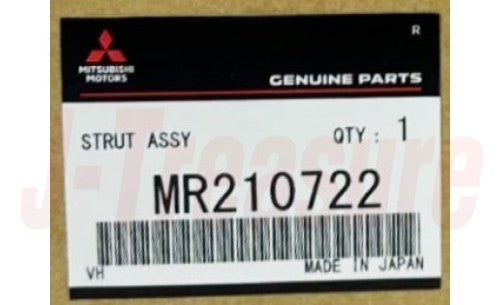 R
MITSUBISHI
MOTORS
GENUINE PARTS
STRUT ASSY QTY : 1
J-Treasure
MR210722
VH MADE IN JAPAN